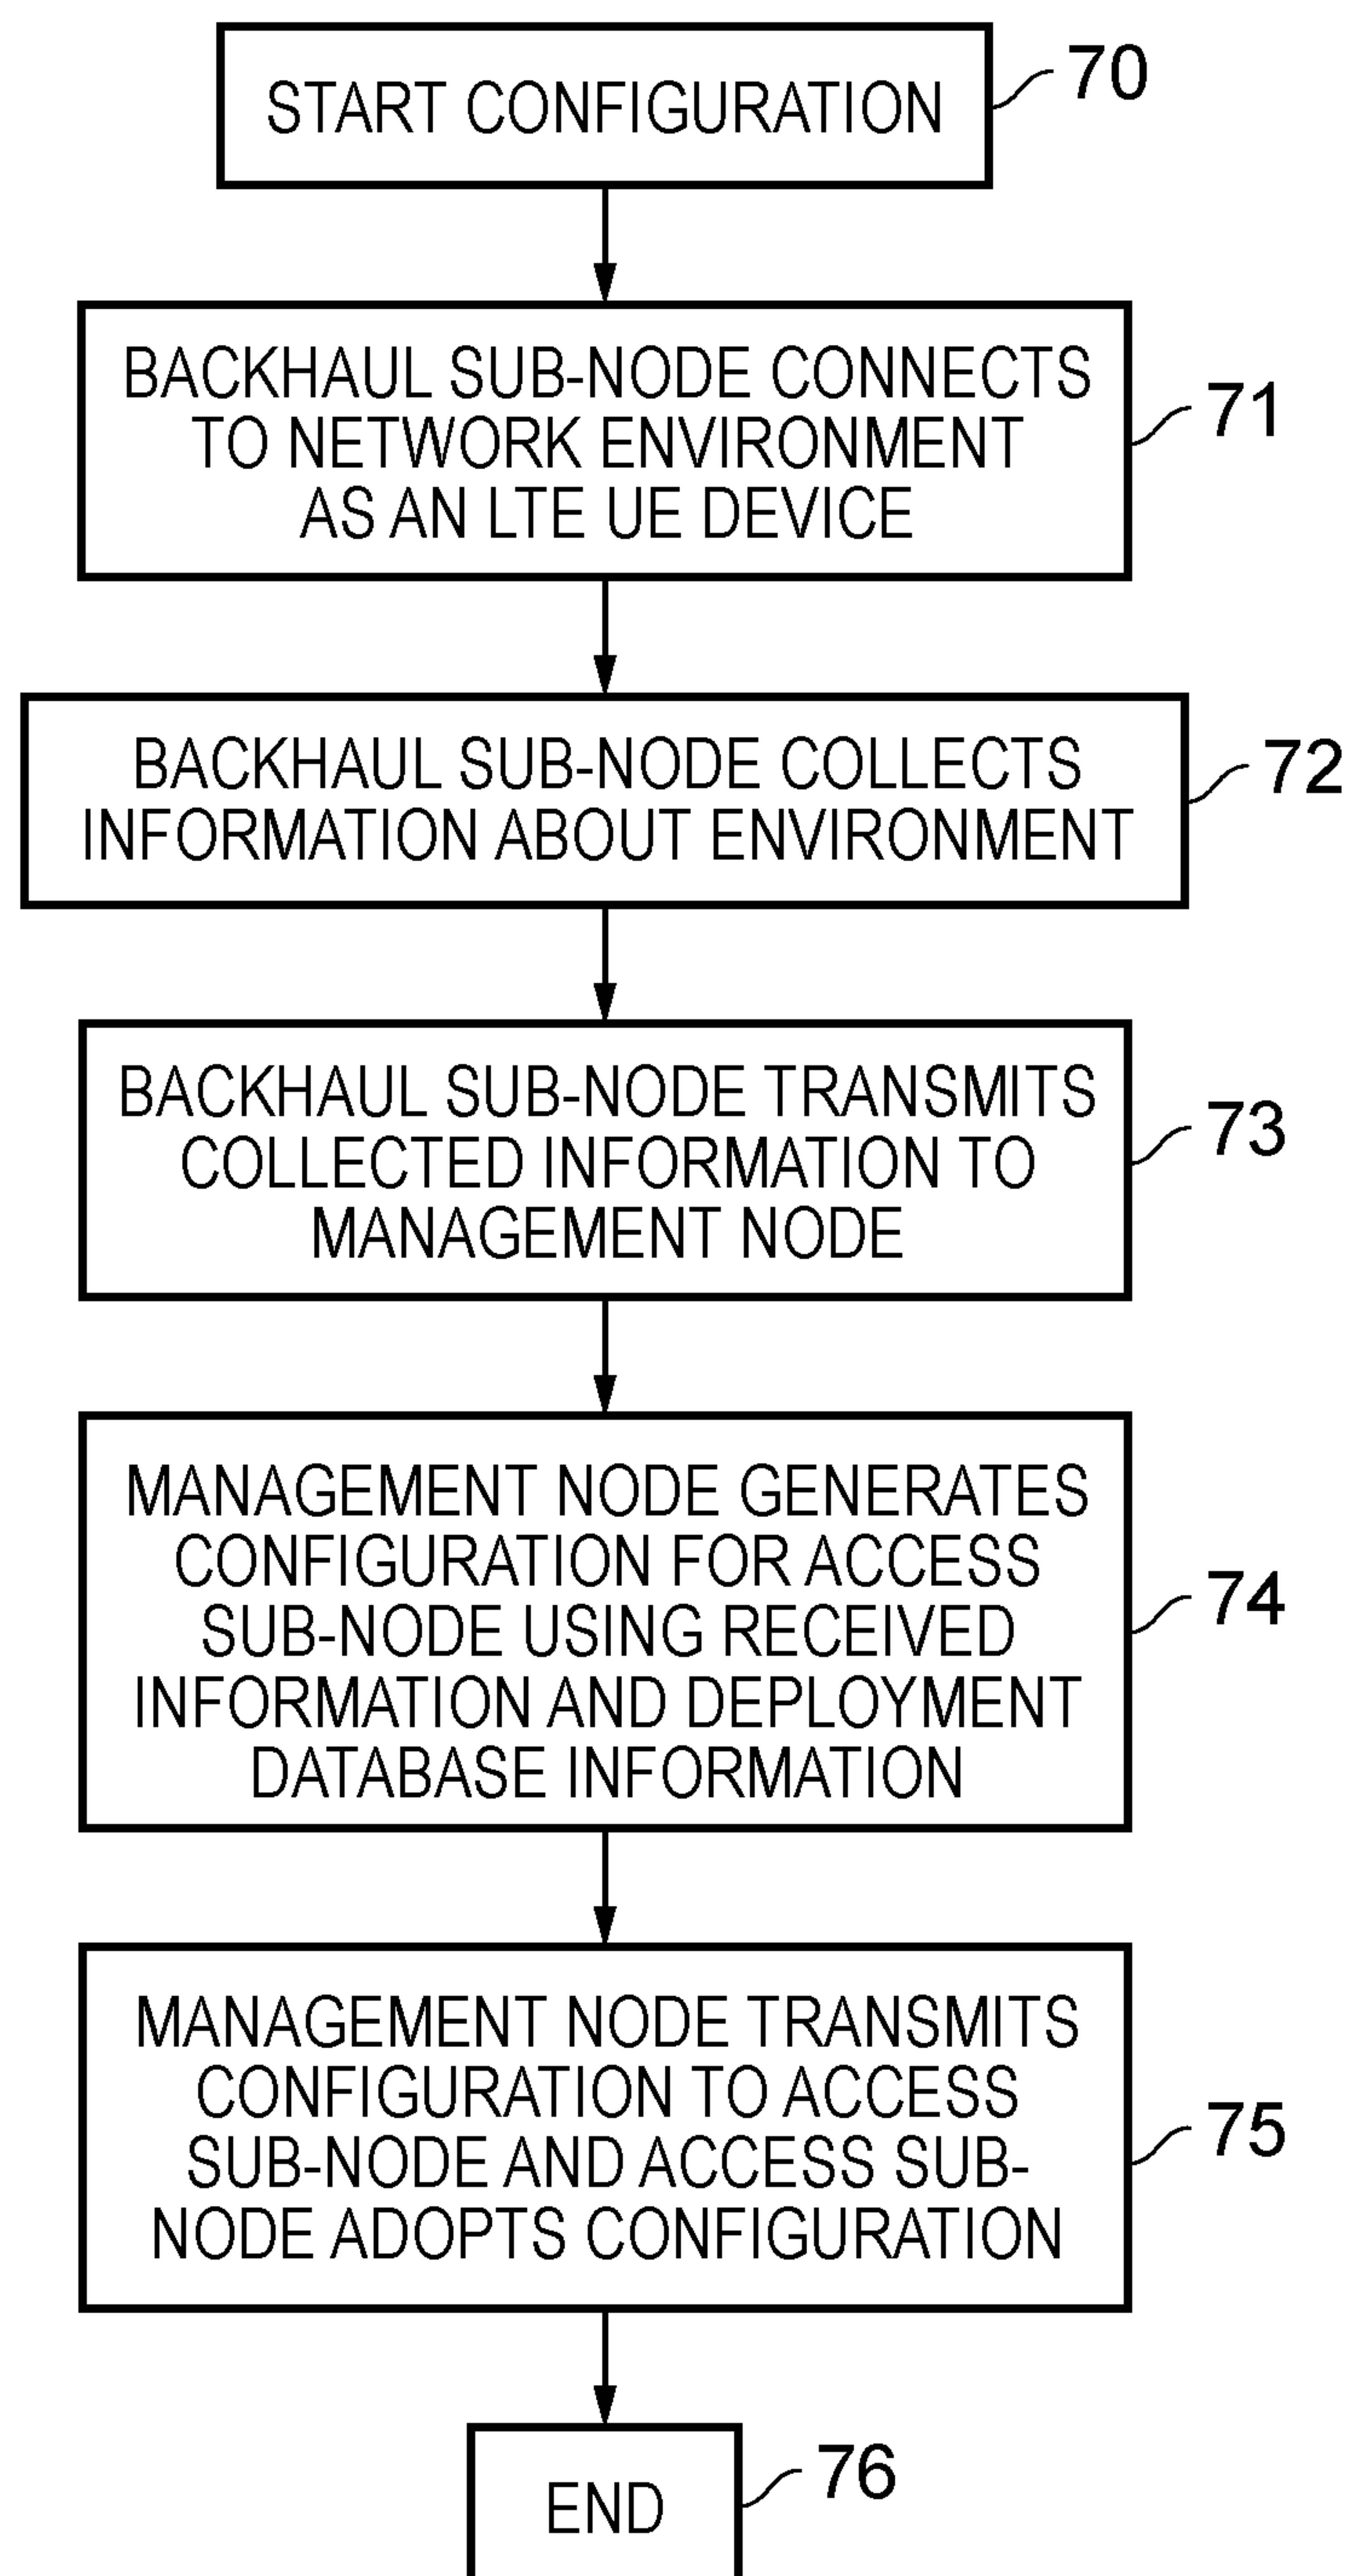 START CONFIGURATION
70
BACKHAUL SUB-NODE CONNECTS
TO NETWORK ENVIRONMENT
AS AN LTE UE DEVICE
71
BACKHAUL SUB-NODE COLLECTS
INFORMATION ABOUT ENVIRONMENT
72
BACKHAUL SUB-NODE TRANSMITS
COLLECTED INFORMATION TO
MANAGEMENT NODE
73
MANAGEMENT NODE GENERATES
CONFIGURATION FOR ACCESS
SUB-NODE USING RECEIVED
INFORMATION AND DEPLOYMENT
DATABASE INFORMATION
74
MANAGEMENT NODE TRANSMITS
CONFIGURATION TO ACCESS
SUB-NODE AND ACCESS SUB-
NODE ADOPTS CONFIGURATION
75
END
76